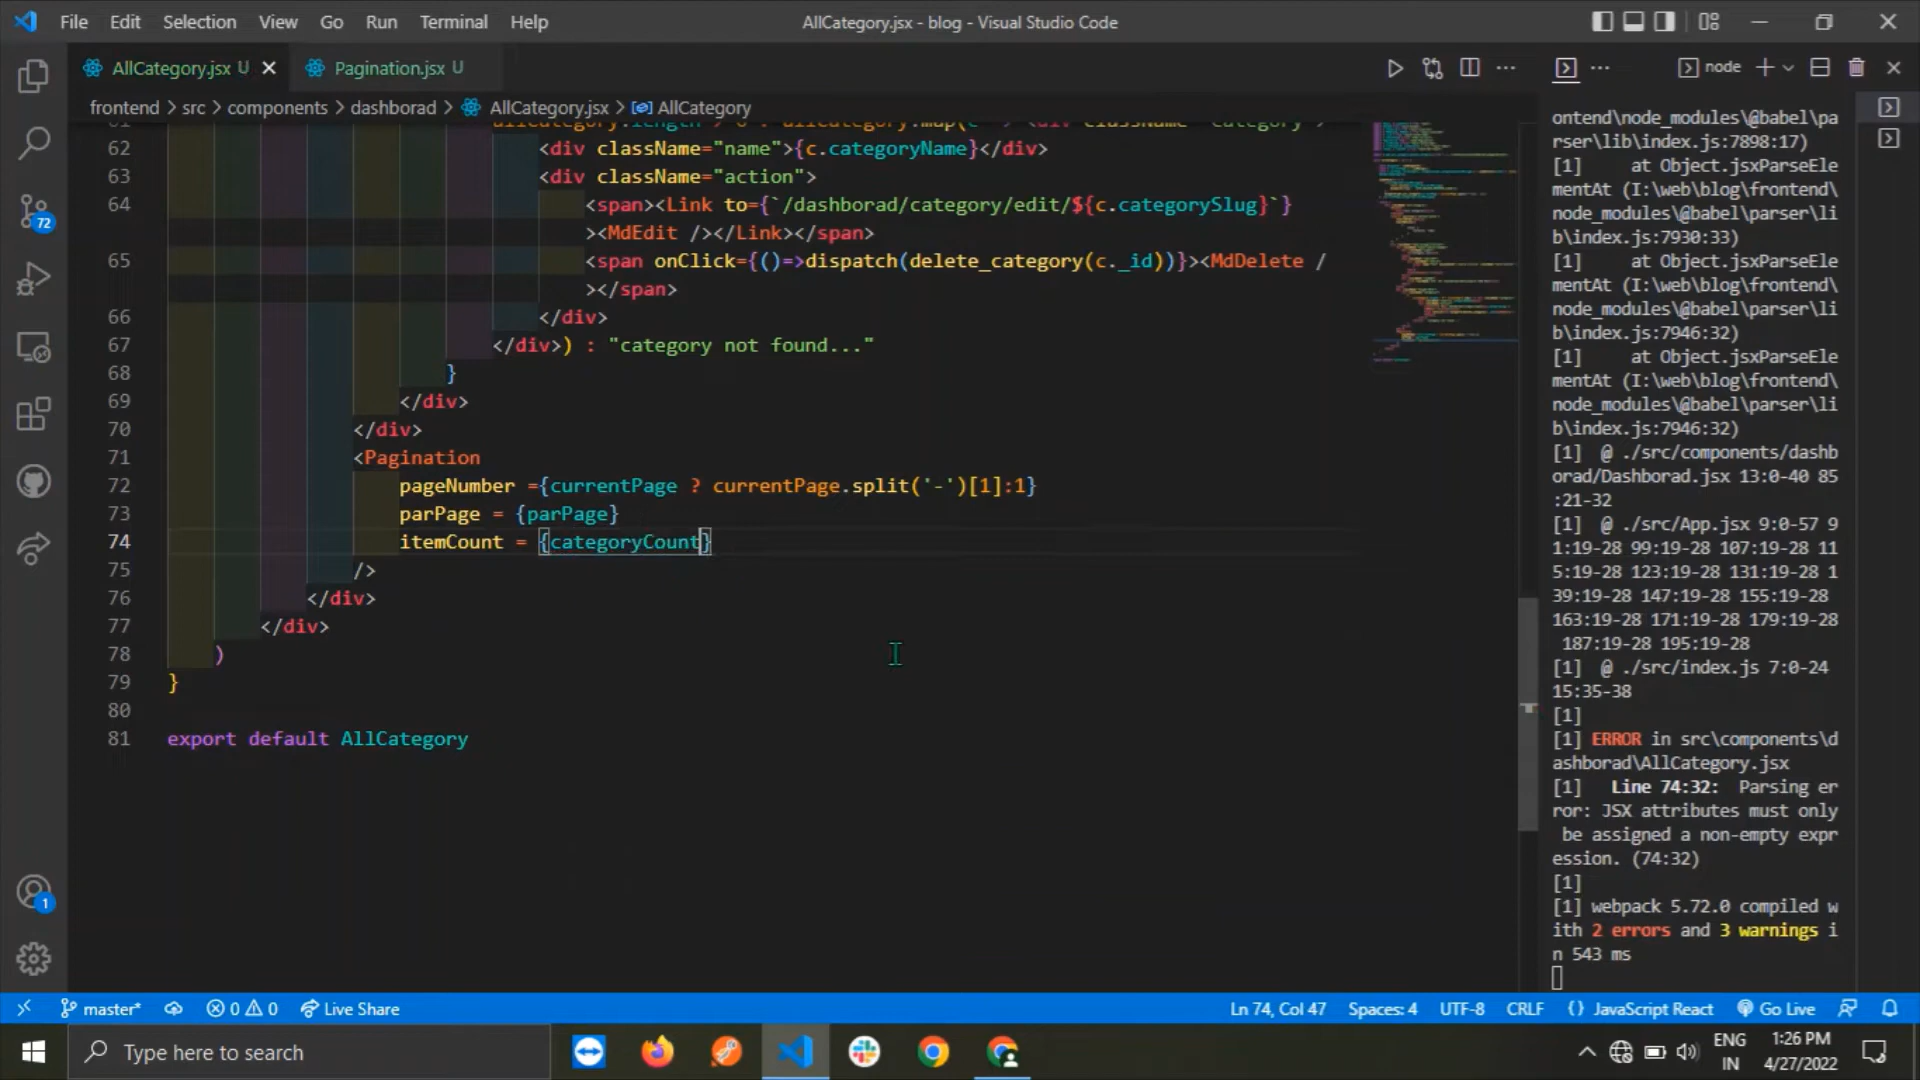 File Edit Selection View Go Run Terminal Help
AllCategory.jsx - blog - Visual Studio Code
AllCategory.jsx U
Pagination.jsx U
node
frontend > src > components > dashborad > AllCategory.jsx > AllCategory
62 <div className="name">{c.categoryName}</div>
63 <div className="action">
64 <span><Link to={`/dashborad/category/edit/${c.categorySlug}`}
><MdEdit /></Link></span>
65 <span onClick={()=>dispatch(delete_category(c._id))}><MdDelete /
></span>
66 </div>
67 </div>) : "category not found..."
68 }
69 </div>
70 </div>
71 <Pagination
72 pageNumber ={currentPage ? currentPage.split('-')[1]:1}
73 parPage = {parPage}
74 itemCount = {categoryCount}
75 />
76 </div>
77 </div>
78 )
79 }
80
81 export default AllCategory
ontend\node_modules\@babel\pa
rser\lib\index.js:7898:17)
[1] at Object.jsxParseEle
mentAt (I:\web\blog\frontend\
node_modules\@babel\parser\li
b\index.js:7930:33)
[1] at Object.jsxParseEle
mentAt (I:\web\blog\frontend\
node_modules\@babel\parser\li
b\index.js:7946:32)
[1] at Object.jsxParseEle
mentAt (I:\web\blog\frontend\
node_modules\@babel\parser\li
b\index.js:7946:32)
[1] @ ./src/components/dashb
orad/Dashborad.jsx 13:0-40 85
:21-32
[1] @ ./src/App.jsx 9:0-57 9
1:19-28 99:19-28 107:19-28 11
5:19-28 123:19-28 131:19-28 1
39:19-28 147:19-28 155:19-28
163:19-28 171:19-28 179:19-28
187:19-28 195:19-28
[1] @ ./src/index.js 7:0-24
15:35-38
[1]
[1] ERROR in src\components\d
ashborad\AllCategory.jsx
[1] Line 74:32: Parsing er
ror: JSX attributes must only
be assigned a non-empty expr
ession. (74:32)
[1]
[1] webpack 5.72.0 compiled w
ith 2 errors and 3 warnings i
n 543 ms
72
1
master* 0 0 Live Share
Ln 74, Col 47 Spaces: 4 UTF-8 CRLF {} JavaScript React Go Live
Type here to search
ENG
IN
1:26 PM
4/27/2022